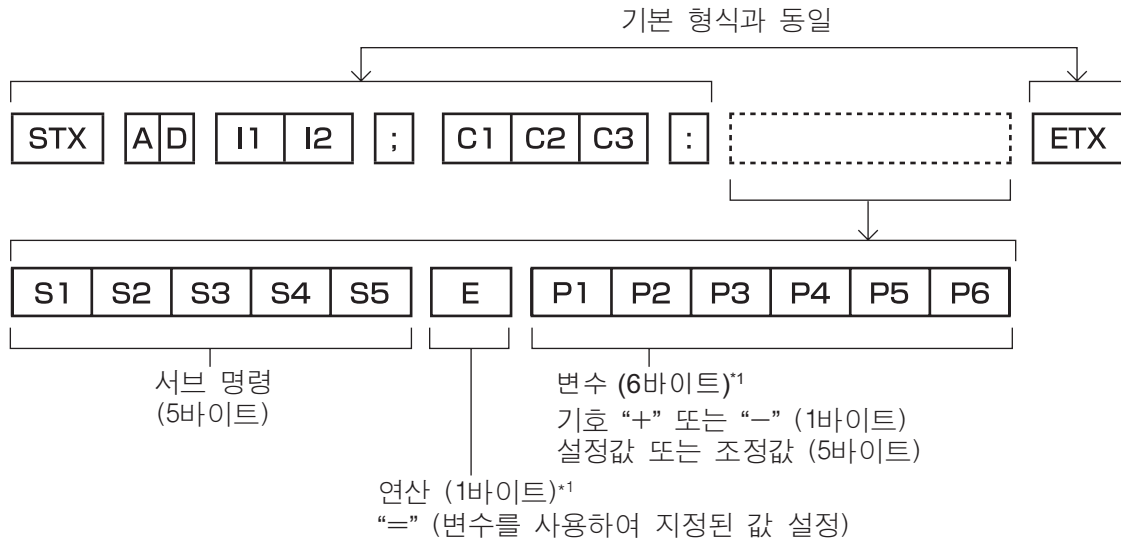 기본 형식과 동일
STX A D I1 I2 ; C1 C2 C3 : ETX
S1 S2 S3 S4 S5 E P1 P2 P3 P4 P5 P6
서브 명령
(5바이트)
변수 (6바이트)*1
기호 “+” 또는 “−” (1바이트)
설정값 또는 조정값 (5바이트)
연산 (1바이트)*1
“=” (변수를 사용하여 지정된 값 설정)